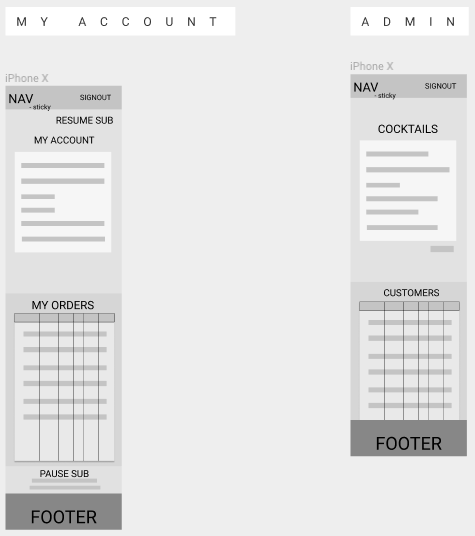 MY ACCOUNT
iPhone X
NAV
- sticky
SIGNOUT
RESUME SUB
MY ACCOUNT
MY ORDERS
PAUSE SUB
FOOTER
ADMIN
iPhone X
NAV
- sticky
SIGNOUT
COCKTAILS
CUSTOMERS
FOOTER